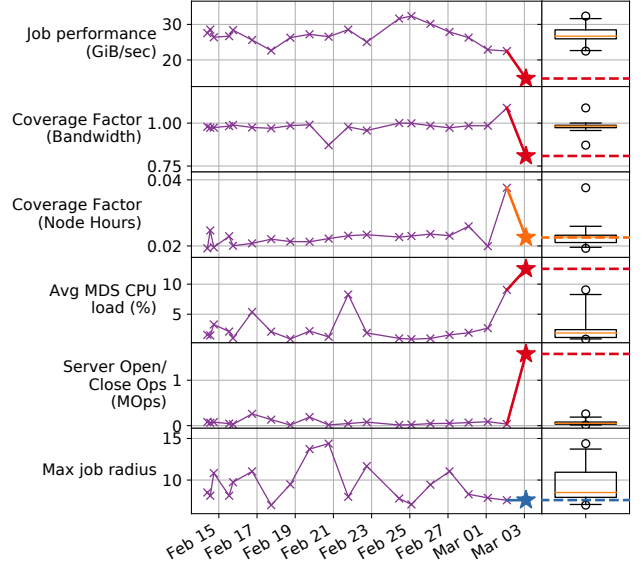 Job performance
(GiB/sec)
30
20
Coverage Factor
(Bandwidth)
1.00
0.75
Coverage Factor
(Node Hours)
0.04
0.02
Avg MDS CPU
load (%)
10
5
Server Open/
Close Ops
(MOps)
1
0
Max job radius
15
10
Feb 15
Feb 17
Feb 19
Feb 21
Feb 23
Feb 25
Feb 27
Mar 01
Mar 03